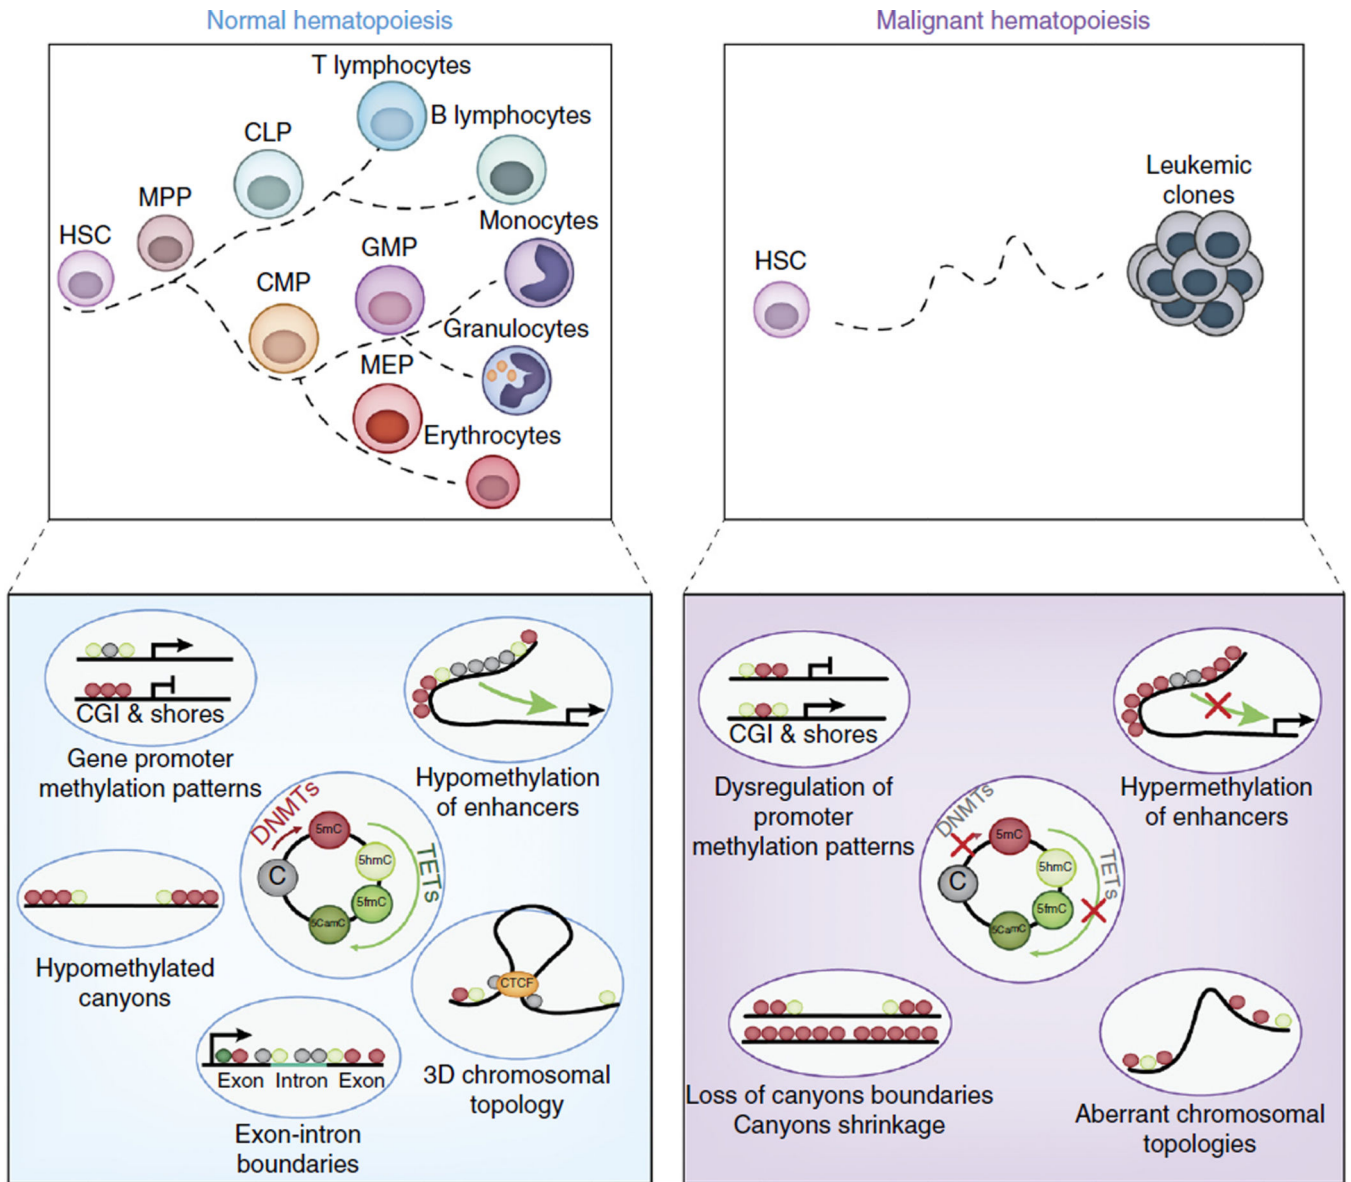 Normal hematopoiesis
T lymphocytes
B lymphocytes
CLP
MPP
HSC
Monocytes
GMP
CMP
Granulocytes
MEP
Erythrocytes
Malignant hematopoiesis
Leukemic
clones
HSC
CGI & shores
Gene promoter
methylation patterns
Hypomethylation
of enhancers
DNMTs
5mC
5hmC
C
TETs
5fmC
5CamC
Hypomethylated
canyons
CTCF
3D chromosomal
topology
Exon Intron Exon
Exon-intron
boundaries
CGI & shores
Dysregulation of
promoter
methylation patterns
Hypermethylation
of enhancers
DNMTs
5mC
5hmC
C
TETs
5fmC
5CamC
Loss of canyons boundaries
Canyons shrinkage
Aberrant chromosomal
topologies